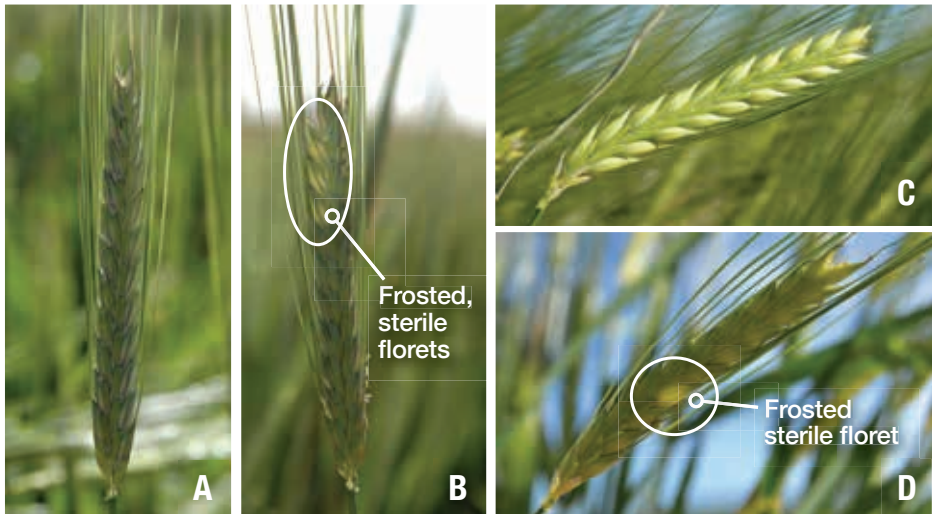 A
B
Frosted,
sterile
florets
C
Frosted
sterile floret
D